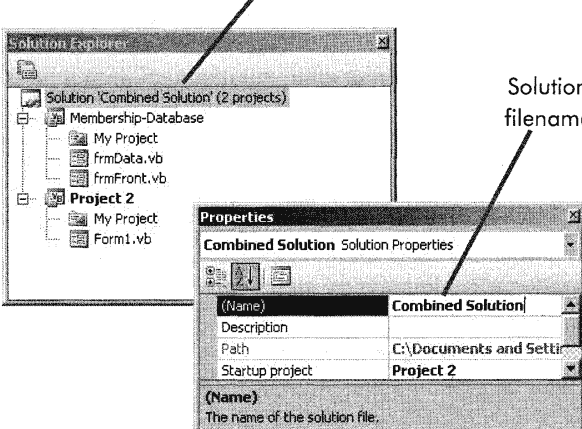 Solution Explorer
Solution 'Combined Solution' (2 projects)
Membership-Database
My Project
frmData.vb
frmFront.vb
Project 2
My Project
Form1.vb
Solution
filename
Properties
Combined Solution Solution Properties
(Name) Combined Solution
Description
Path C:\Documents and Settin
Startup project Project 2
(Name)
The name of the solution file.